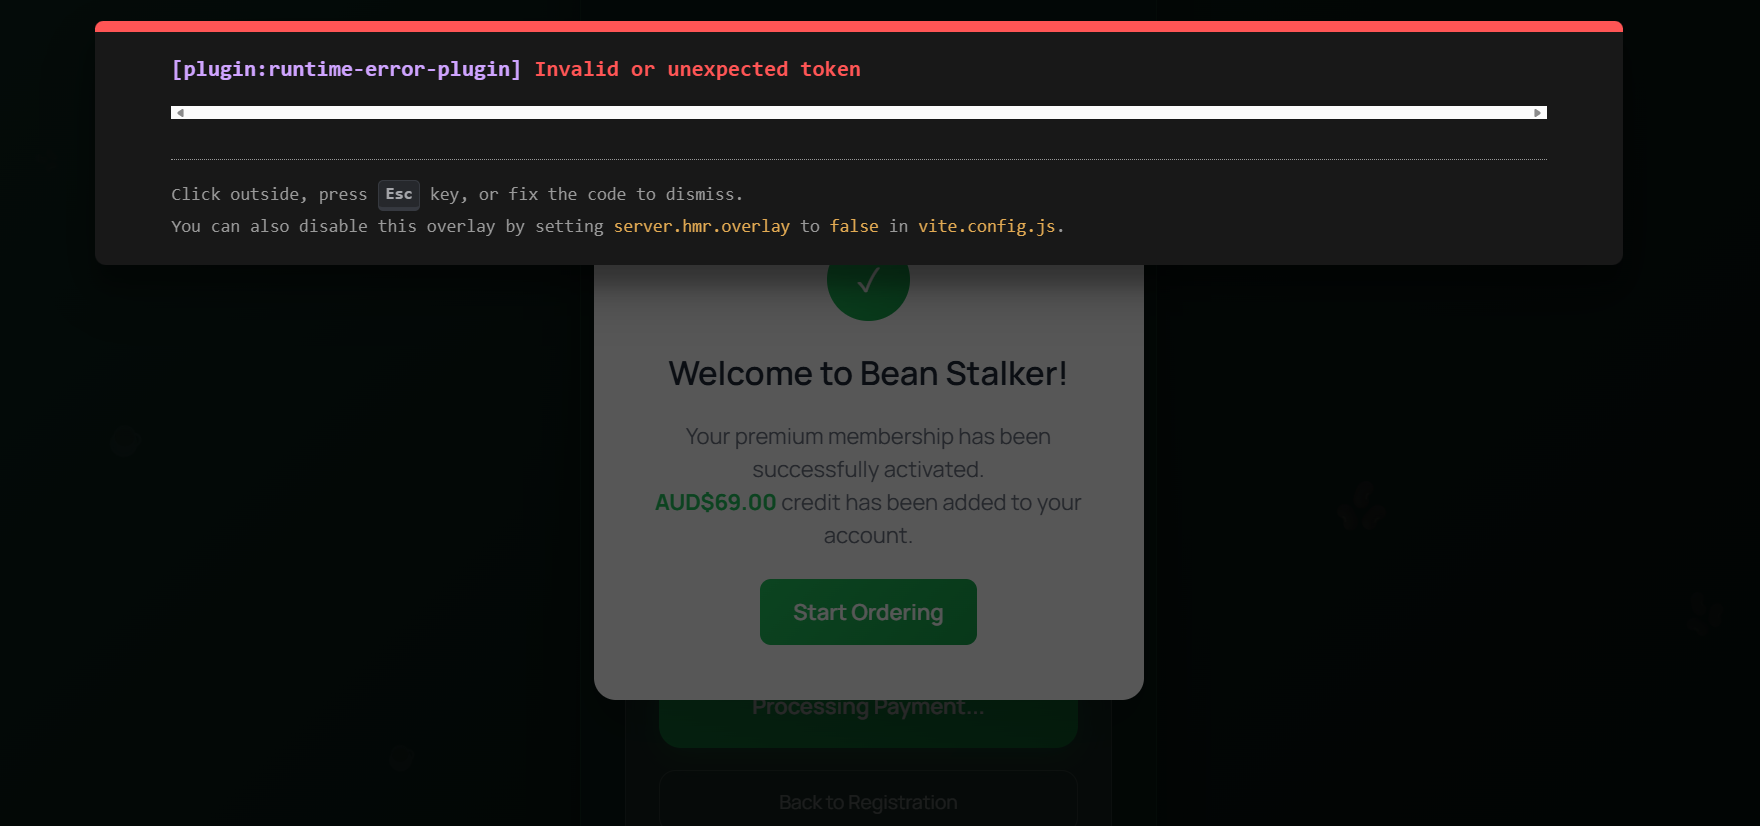 [plugin:runtime-error-plugin] Invalid or unexpected token
Click outside, press Esc key, or fix the code to dismiss.
You can also disable this overlay by setting server.hmr.overlay to false in vite.config.js.
Welcome to Bean Stalker!
Your premium membership has been
successfully activated.
AUD$69.00 credit has been added to your
account.
Start Ordering
Processing Payment...
Back to Registration